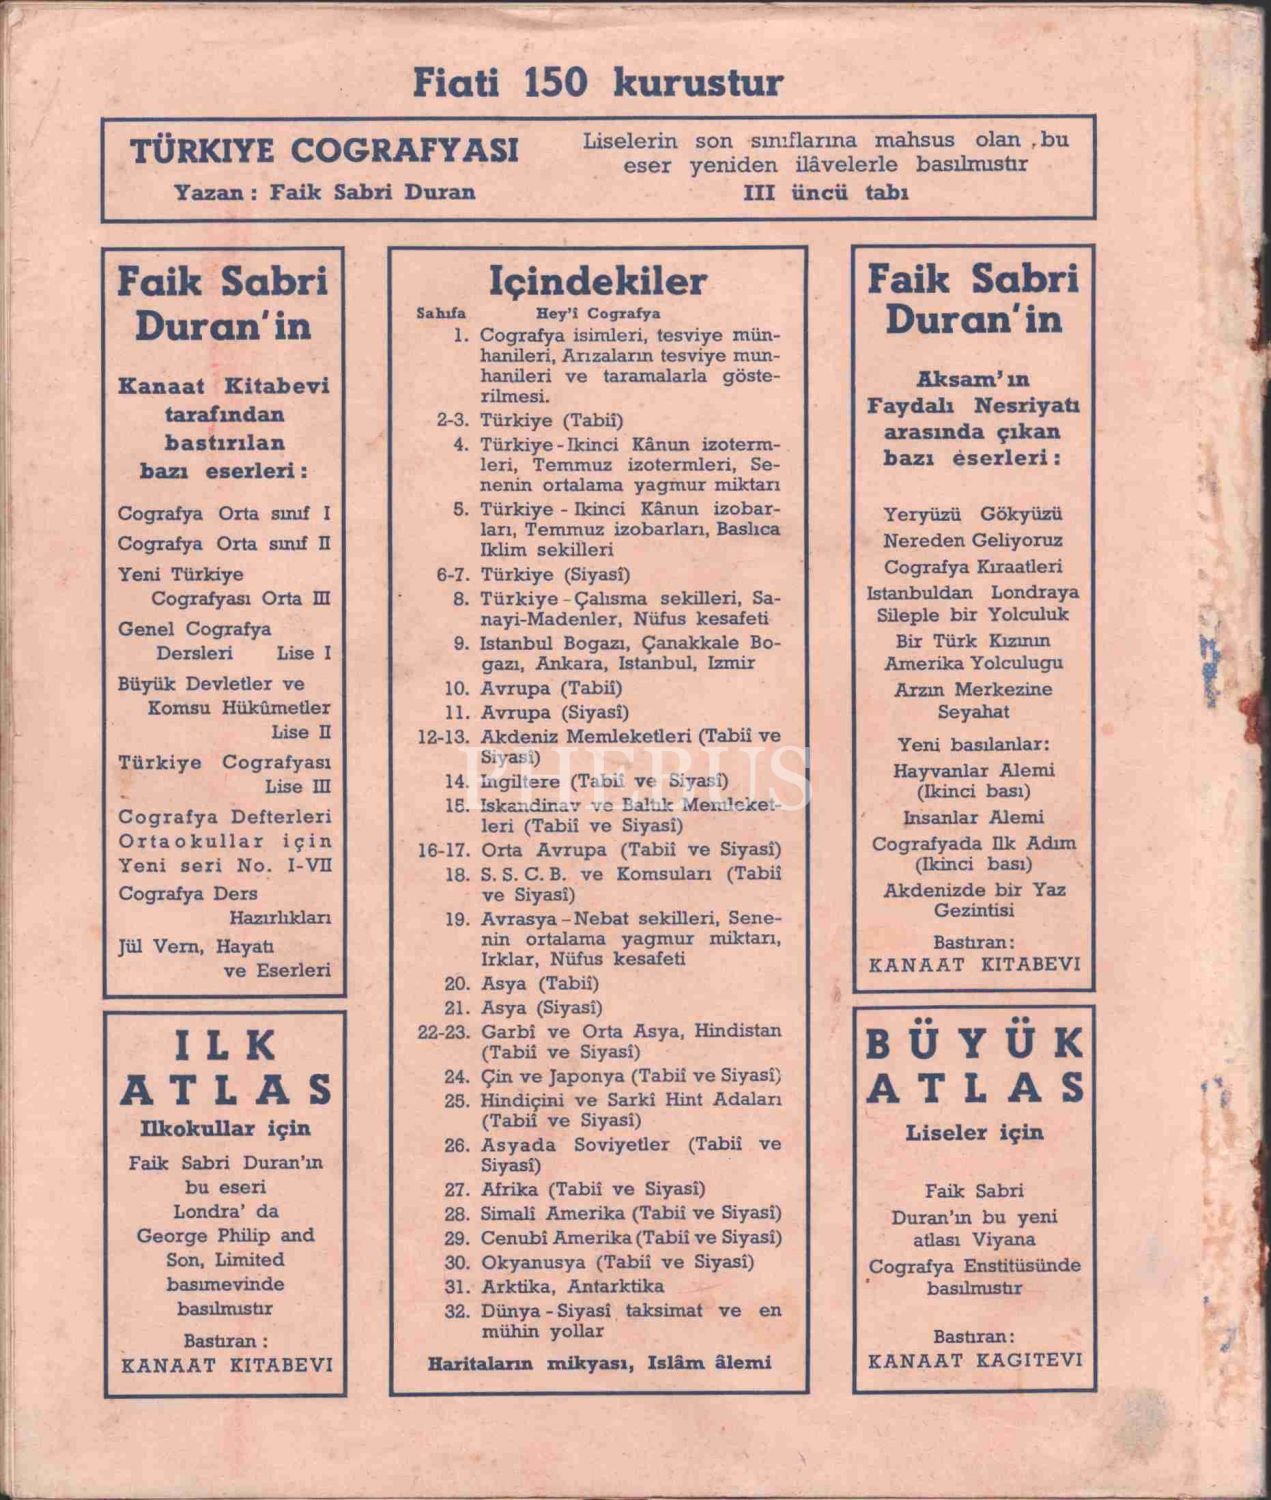 Fiati 150 kurustur
TÜRKIYE COGRAFYASI
Yazan : Faik Sabri Duran
Liselerin son sınıflarına mahsus olan , bu
eser yeniden ilâvelerle basılmıstır
III üncü tabı
Faik Sabri
Duran'in
Kanaat Kitabevi
tarafından
bastırılan
bazı eserleri :
Cografya Orta sınıf I
Cografya Orta sınıf II
Yeni Türkiye
Cografyası Orta III
Genel Cografya
Dersleri Lise I
Büyük Devletler ve
Komsu Hükûmetler
Lise II
Türkiye Cografyası
Lise III
Cografya Defterleri
Ortaokullar için
Yeni seri No. I-VII
Cografya Ders
Hazırlıkları
Jül Vern, Hayatı
ve Eserleri
ILK
ATLAS
Ilkokullar için
Faik Sabri Duran'ın
bu eseri
Londra' da
George Philip and
Son, Limited
basımevinde
basılmıstır
Bastıran :
KANAAT KITABEVI
Içindekiler
Sahıfa Hey'i Cografya
1. Cografya isimleri, tesviye mün-
hanileri, Arızaların tesviye mun-
hanileri ve taramalarla göste-
rilmesi.
2-3. Türkiye (Tabiî)
4. Türkiye - Ikinci Kânun izoterm-
leri, Temmuz izotermleri, Se-
nenin ortalama yagmur miktarı
5. Türkiye - Ikinci Kânun izobar-
ları, Temmuz izobarları, Baslıca
Iklim sekilleri
6-7. Türkiye (Siyasî)
8. Türkiye - Çalısma sekilleri, Sa-
nayi-Madenler, Nüfus kesafeti
9. Istanbul Bogazı, Çanakkale Bo-
gazı, Ankara, Istanbul, Izmir
10. Avrupa (Tabiî)
11. Avrupa (Siyasî)
12-13. Akdeniz Memleketleri (Tabiî ve
Siyasî)
14. Ingiltere (Tabiî ve Siyasî)
15. Iskandinav ve Baltık Memleket-
leri (Tabiî ve Siyasî)
16-17. Orta Avrupa (Tabiî ve Siyasî)
18. S. S. C. B. ve Komsuları (Tabiî
ve Siyasî)
19. Avrasya - Nebat sekilleri, Sene-
nin ortalama yagmur miktarı,
Irklar, Nüfus kesafeti
20. Asya (Tabiî)
21. Asya (Siyasî)
22-23. Garbî ve Orta Asya, Hindistan
(Tabiî ve Siyasî)
24. Çin ve Japonya (Tabiî ve Siyasî)
25. Hindiçini ve Sarkî Hint Adaları
(Tabiî ve Siyasî)
26. Asyada Soviyetler (Tabiî ve
Siyasî)
27. Afrika (Tabiî ve Siyasî)
28. Simalî Amerika (Tabiî ve Siyasî)
29. Cenubî Amerika (Tabiî ve Siyasî)
30. Okyanusya (Tabiî ve Siyasî)
31. Arktika, Antarktika
32. Dünya - Siyasî taksimat ve en
mühin yollar
Haritaların mikyası, Islâm âlemi
PHEBUS
Faik Sabri
Duran'in
Aksam'ın
Faydalı Nesriyatı
arasında çıkan
bazı eserleri :
Yeryüzü Gökyüzü
Nereden Geliyoruz
Cografya Kıraatleri
Istanbuldan Londraya
Sileple bir Yolculuk
Bir Türk Kızının
Amerika Yolculugu
Arzın Merkezine
Seyahat
Yeni basılanlar:
Hayvanlar Alemi
(Ikinci bası)
Insanlar Alemi
Cografyada Ilk Adım
(Ikinci bası)
Akdenizde bir Yaz
Gezintisi
Bastıran:
KANAAT KITABEVI
BÜYÜK
ATLAS
Liseler için
Faik Sabri
Duran'ın bu yeni
atlası Viyana
Cografya Enstitüsünde
basılmıstır
Bastıran:
KANAAT KAGITEVI